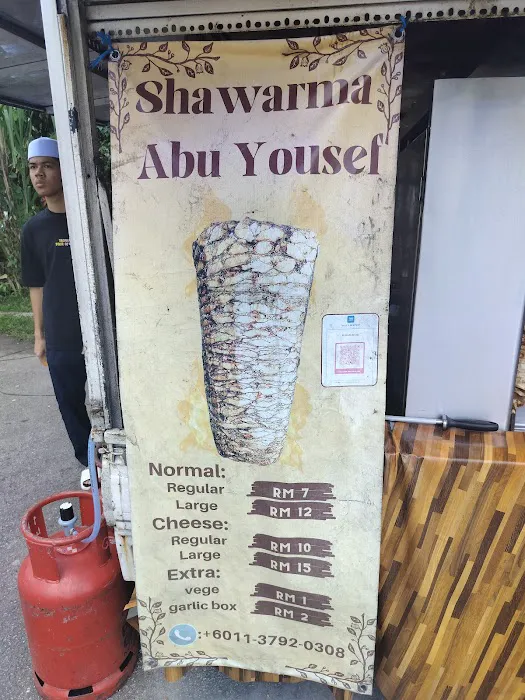 Shawarma
Abu Yousef
Normal:
Regular RM 7
Large RM 12
Cheese:
Regular RM 10
Large RM 15
Extra:
vege RM 1
garlic box RM 2
:+6011-3792-0308